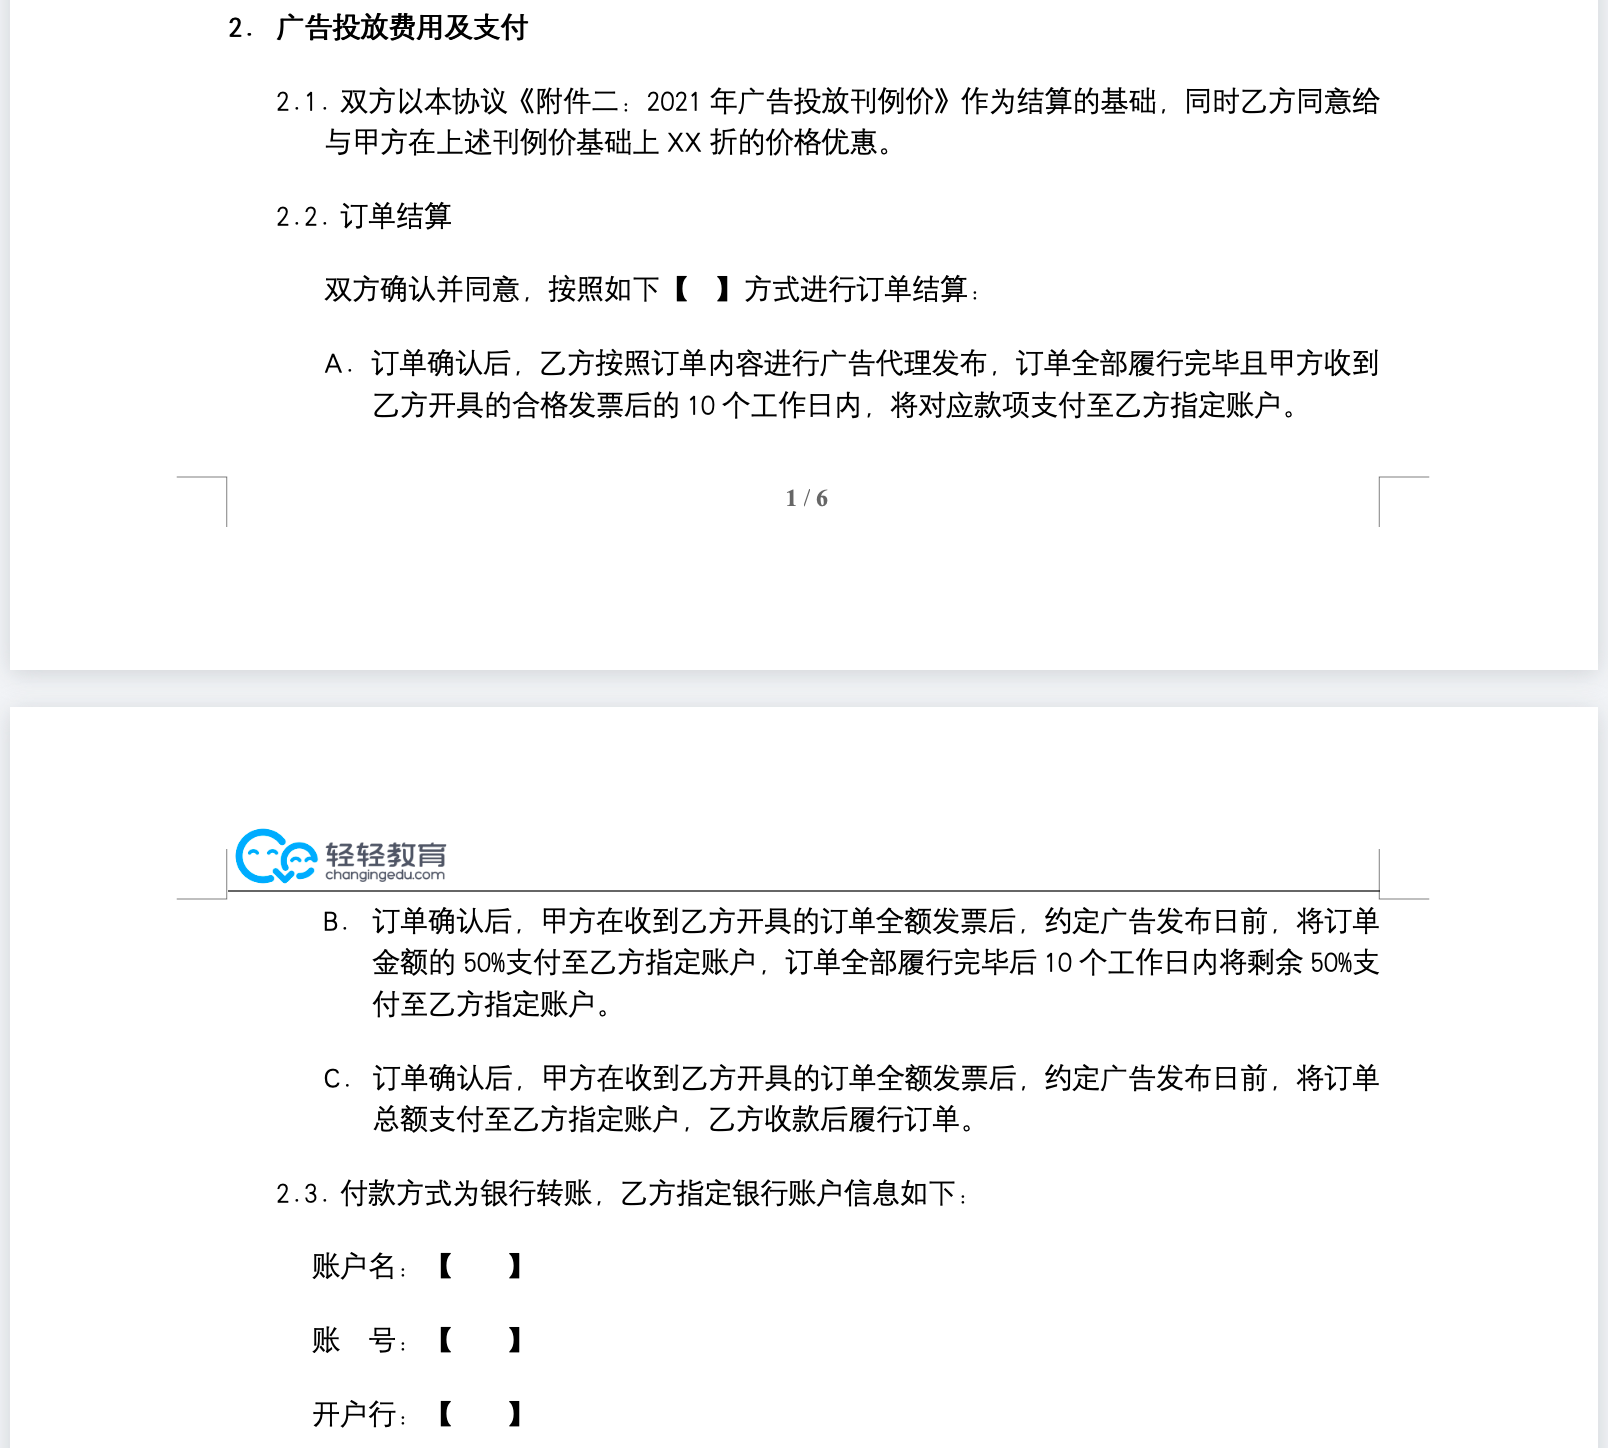 2. 广告投放费用及支付
2.1. 双方以本协议《附件二：2021 年广告投放刊例价》作为结算的基础，同时乙方同意给
与甲方在上述刊例价基础上 XX 折的价格优惠。
2.2. 订单结算
双方确认并同意，按照如下【 】方式进行订单结算：
A. 订单确认后，乙方按照订单内容进行广告代理发布，订单全部履行完毕且甲方收到
乙方开具的合格发票后的 10 个工作日内，将对应款项支付至乙方指定账户。
1 / 6
轻轻教育
changingedu.com
B. 订单确认后，甲方在收到乙方开具的订单全额发票后，约定广告发布日前，将订单
金额的 50%支付至乙方指定账户，订单全部履行完毕后 10 个工作日内将剩余 50%支
付至乙方指定账户。
C. 订单确认后，甲方在收到乙方开具的订单全额发票后，约定广告发布日前，将订单
总额支付至乙方指定账户，乙方收款后履行订单。
2.3. 付款方式为银行转账，乙方指定银行账户信息如下：
账户名：【 】
账 号：【 】
开户行：【 】